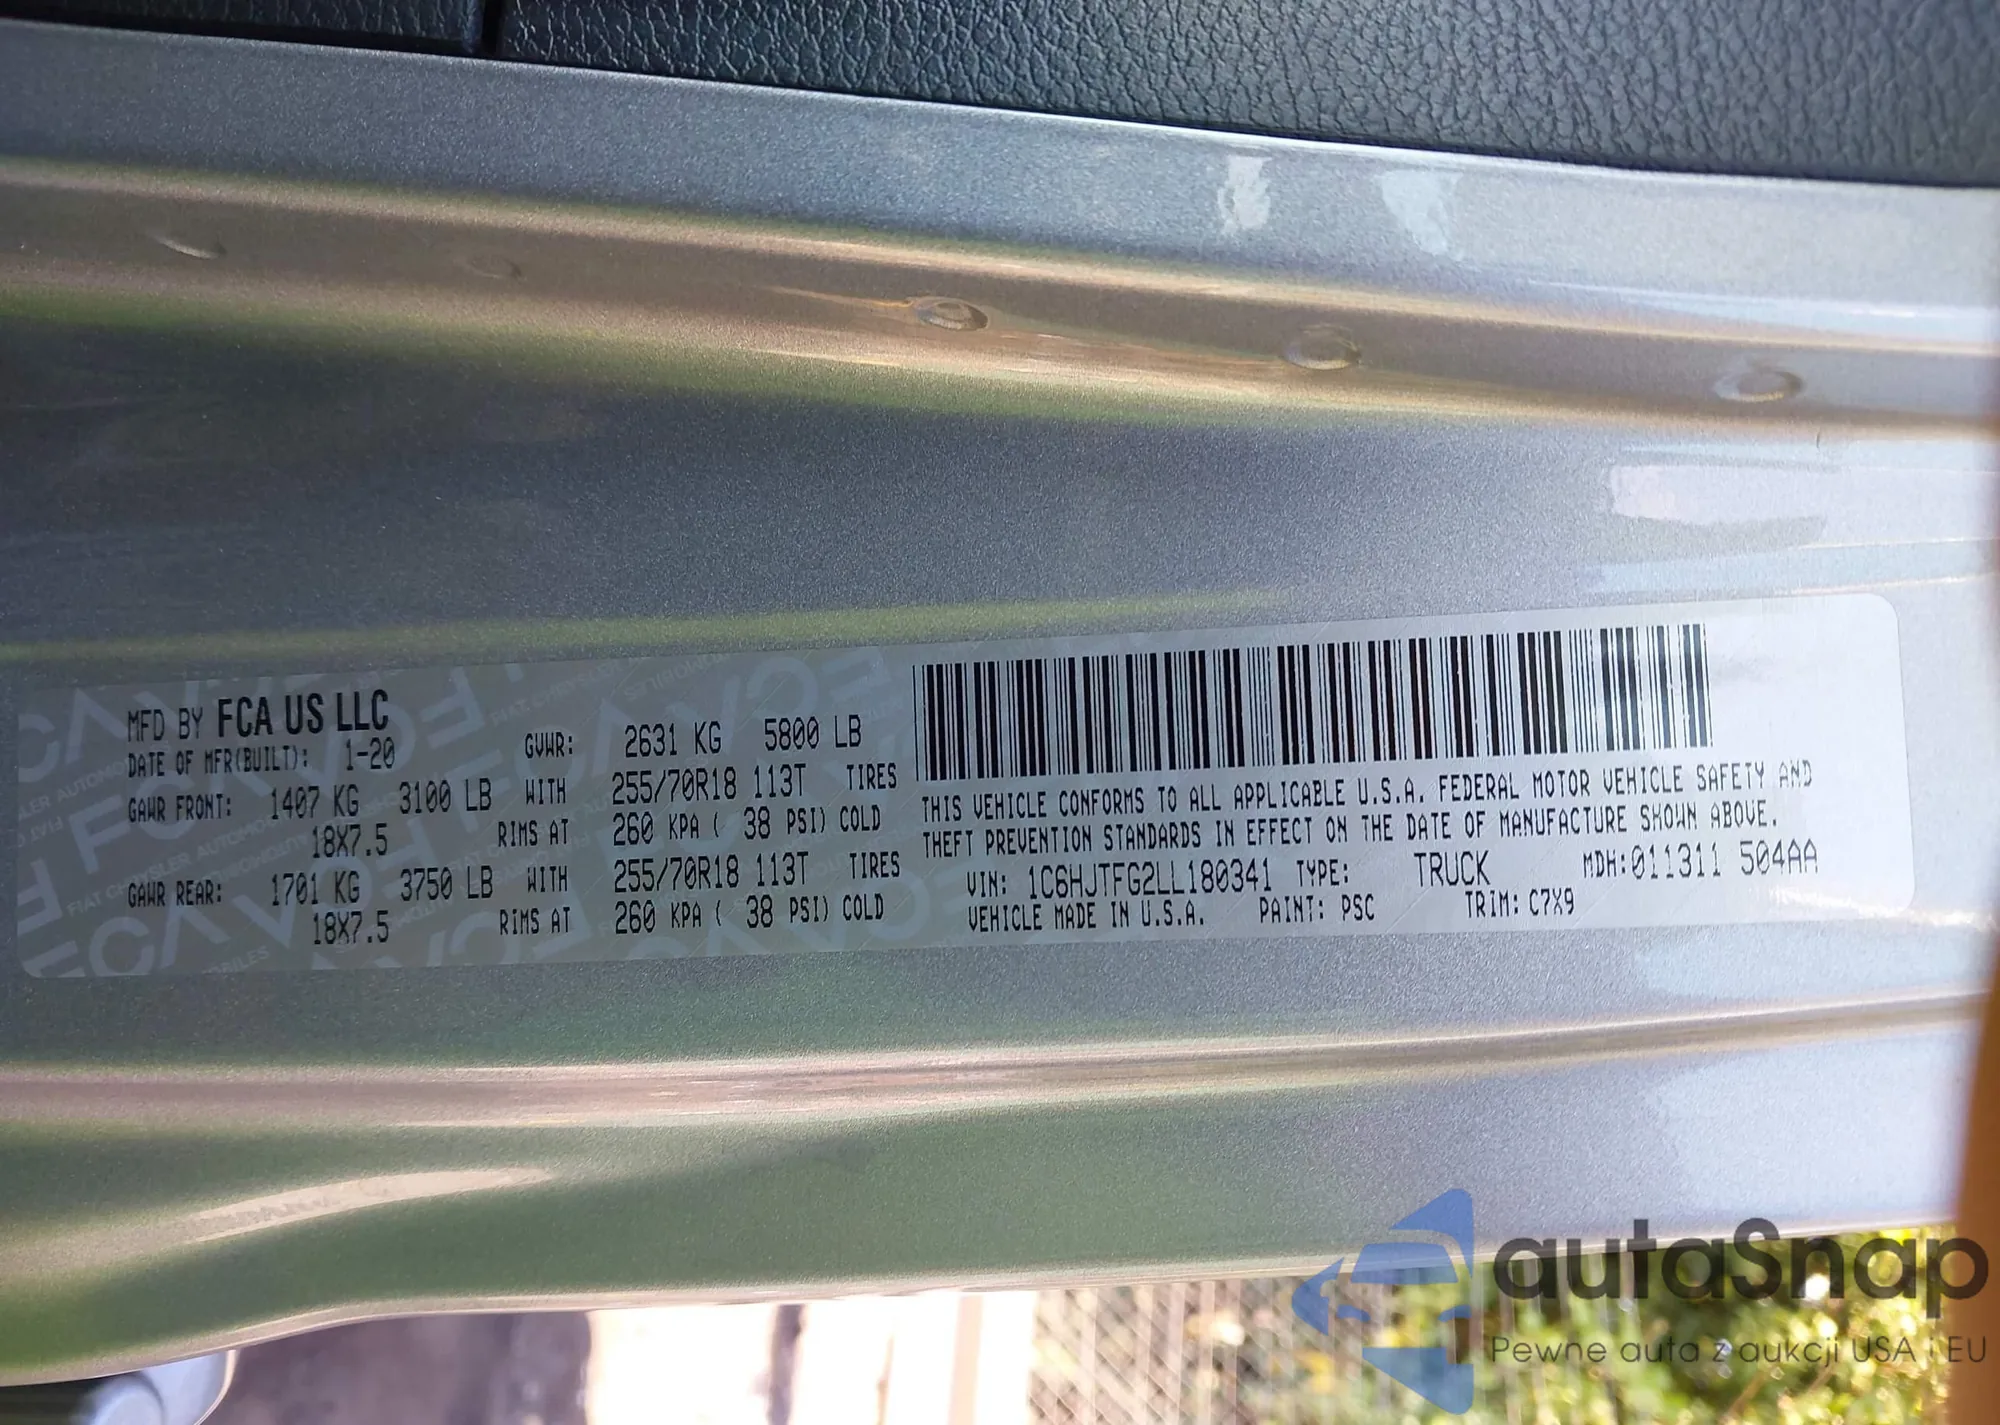 MFD BY FCA US LLC
DATE OF MFR(BUILT): 1-20
GVWR: 2631 KG 5800 LB
GAWR FRONT: 1407 KG 3100 LB WITH 255/70R18 113T TIRES
18X7.5 RIMS AT 260 KPA ( 38 PSI) COLD
GAWR REAR: 1701 KG 3750 LB WITH 255/70R18 113T TIRES
18X7.5 RIMS AT 260 KPA ( 38 PSI) COLD
THIS VEHICLE CONFORMS TO ALL APPLICABLE U.S.A. FEDERAL MOTOR VEHICLE SAFETY AND
THEFT PREVENTION STANDARDS IN EFFECT ON THE DATE OF MANUFACTURE SHOWN ABOVE.
VIN: 1C6HJTFG2LL180341 TYPE: TRUCK MDH:011311 504AA
VEHICLE MADE IN U.S.A. PAINT: PSC TRIM: C7X9
autaSnap
Pewne auta z aukcji USA i EU